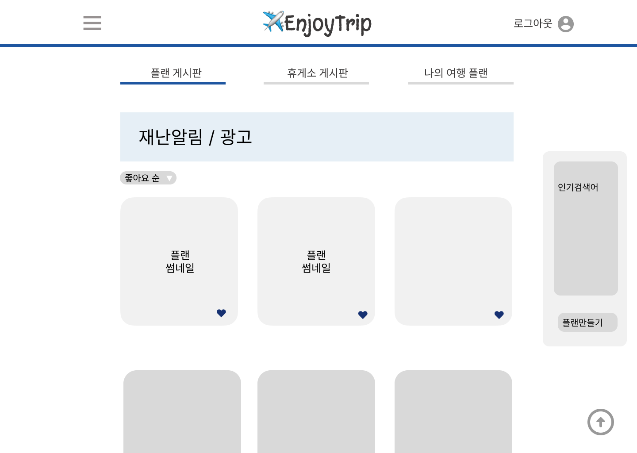 EnjoyTrip
로그아웃
플랜 게시판
휴게소 게시판
나의 여행 플랜
재난알림 / 광고
좋아요 순
인기검색어
플랜
썸네일
플랜
썸네일
플랜만들기